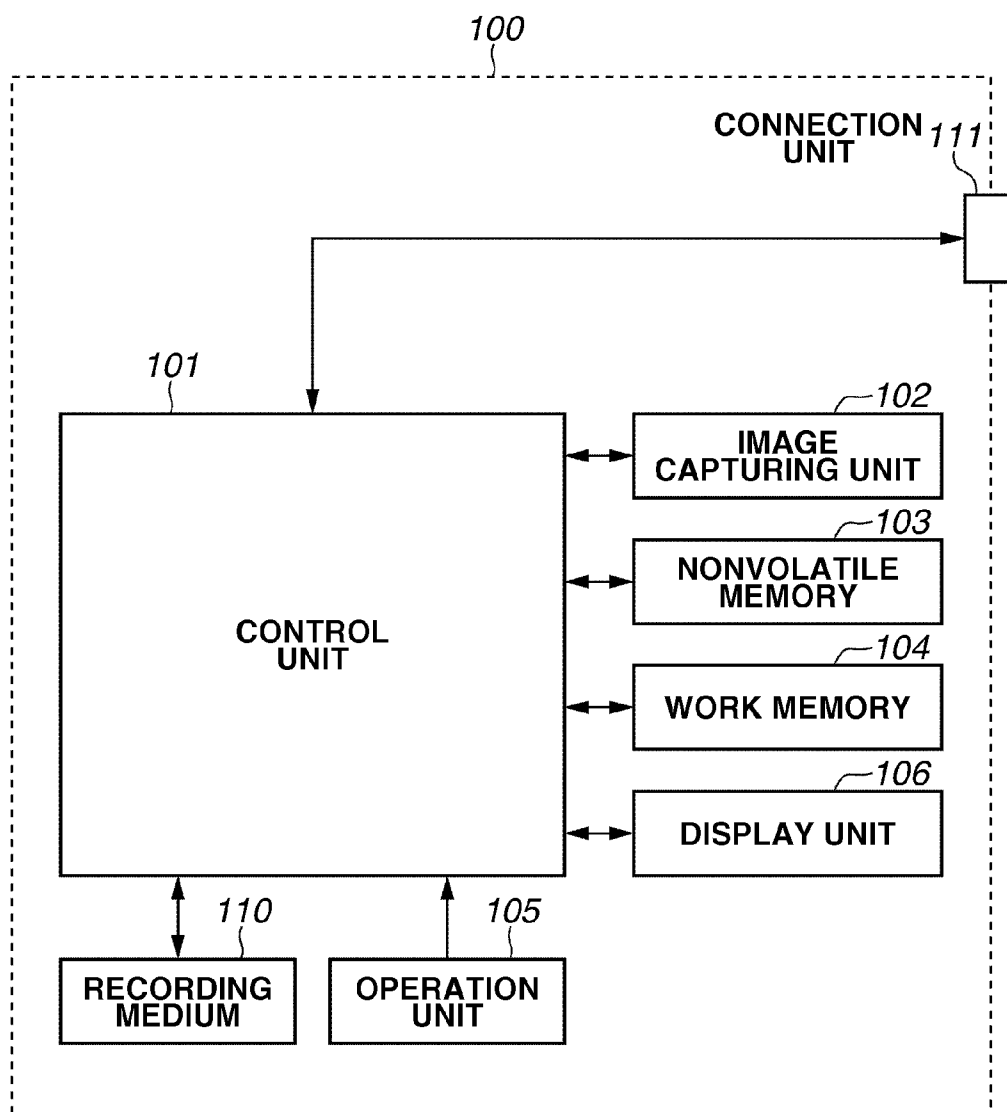 100
CONNECTION
UNIT
111
101
102
IMAGE
CAPTURING UNIT
103
NONVOLATILE
MEMORY
CONTROL
UNIT
104
WORK MEMORY
106
DISPLAY UNIT
110
105
RECORDING
MEDIUM
OPERATION
UNIT